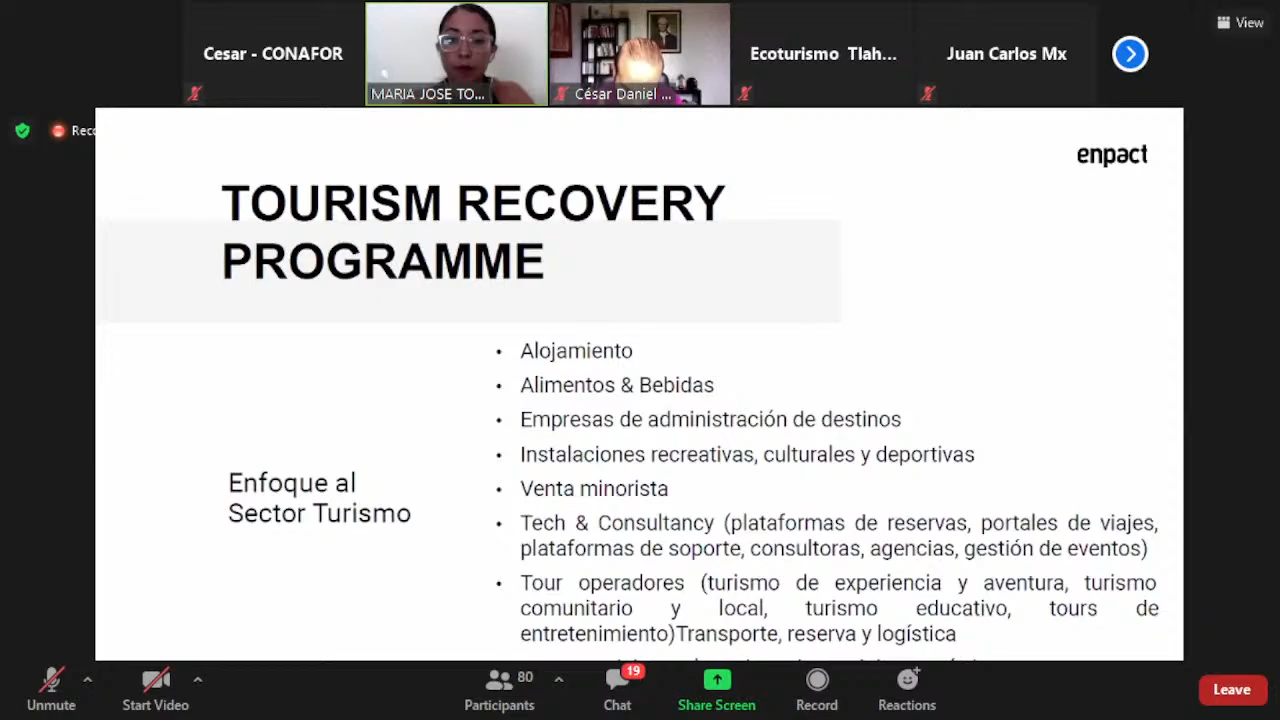 View
Cesar - CONAFOR
MARIA JOSE TO...
César Daniel ...
Ecoturismo Tlah...
Juan Carlos Mx
Reco
enpact
TOURISM RECOVERY
PROGRAMME
Enfoque al
Sector Turismo
• Alojamiento
• Alimentos & Bebidas
• Empresas de administración de destinos
• Instalaciones recreativas, culturales y deportivas
• Venta minorista
• Tech & Consultancy (plataformas de reservas, portales de viajes,
plataformas de soporte, consultoras, agencias, gestión de eventos)
• Tour operadores (turismo de experiencia y aventura, turismo
comunitario y local, turismo educativo, tours de
entretenimiento)Transporte, reserva y logística
Unmute
Start Video
80
Participants
19
Chat
Share Screen
Record
Reactions
Leave